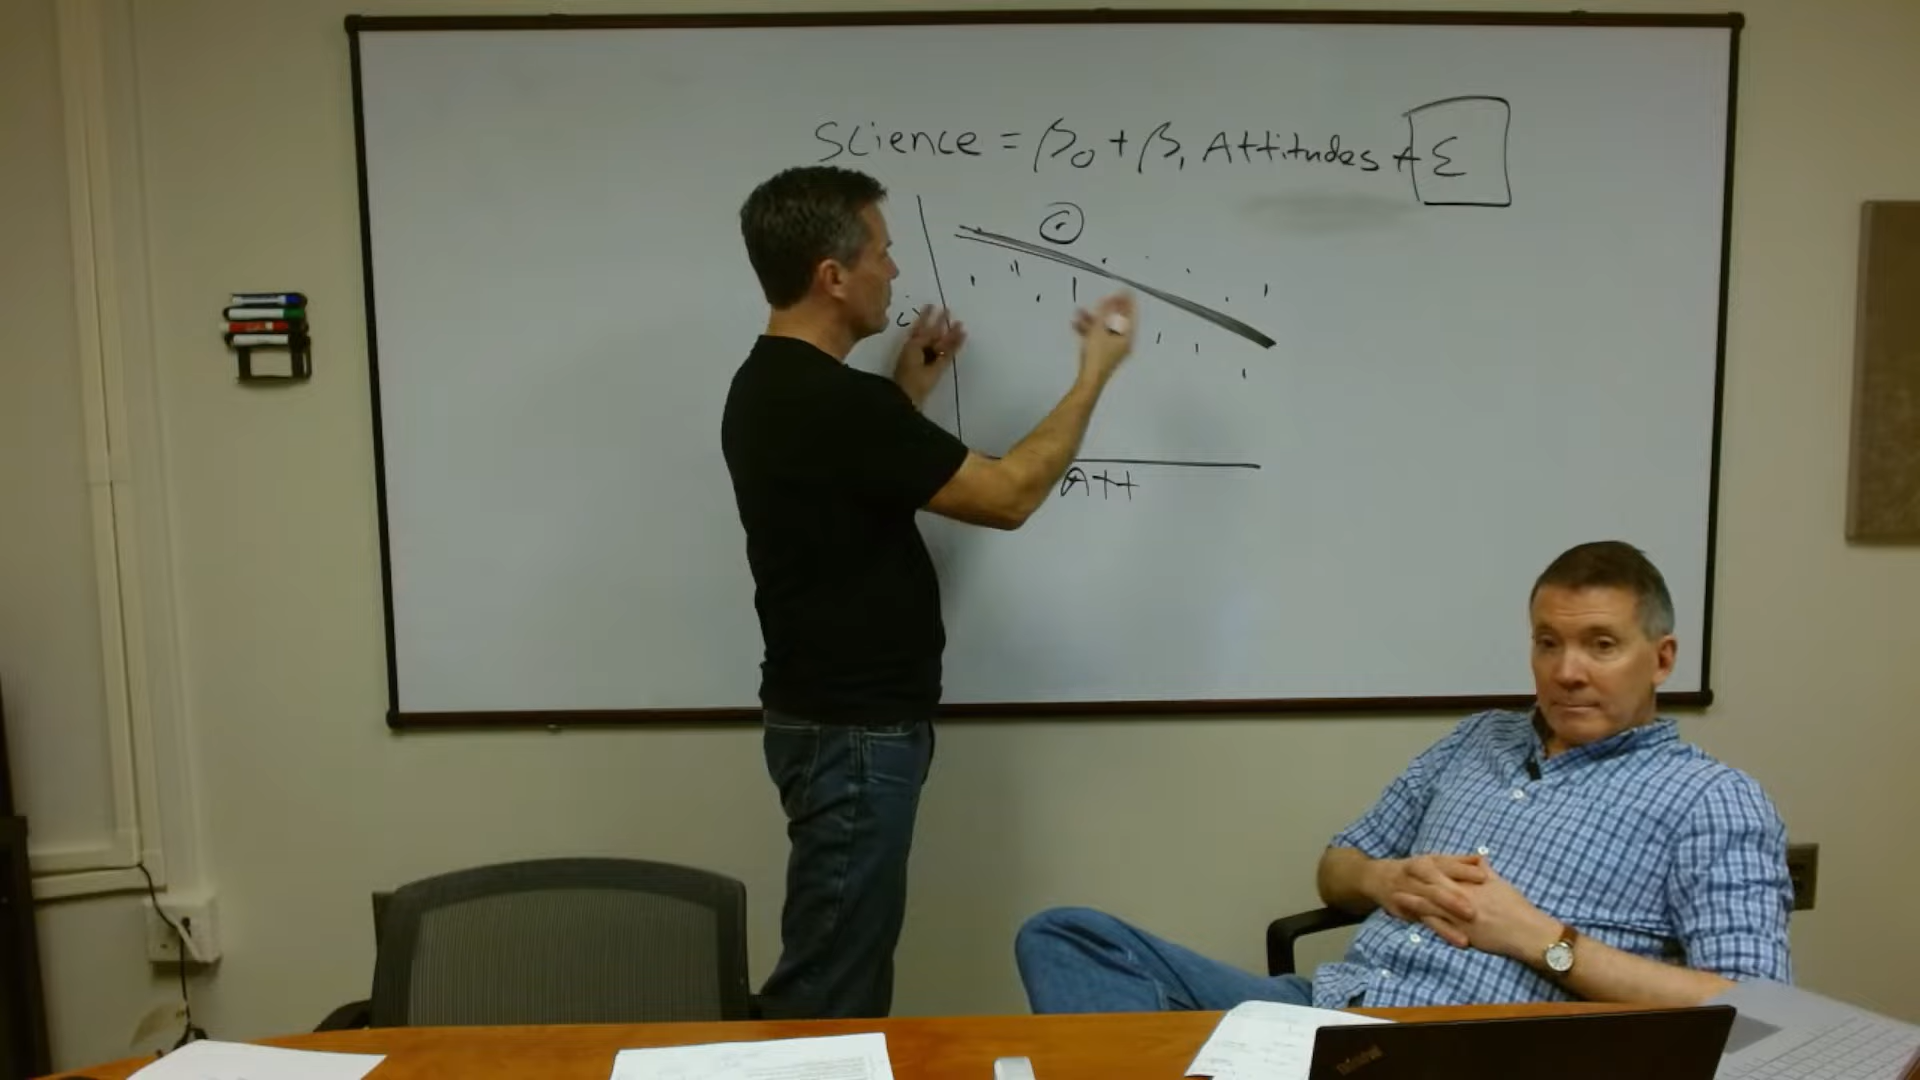 Science = β₀ + β₁ Attitudes + ε
r
Att